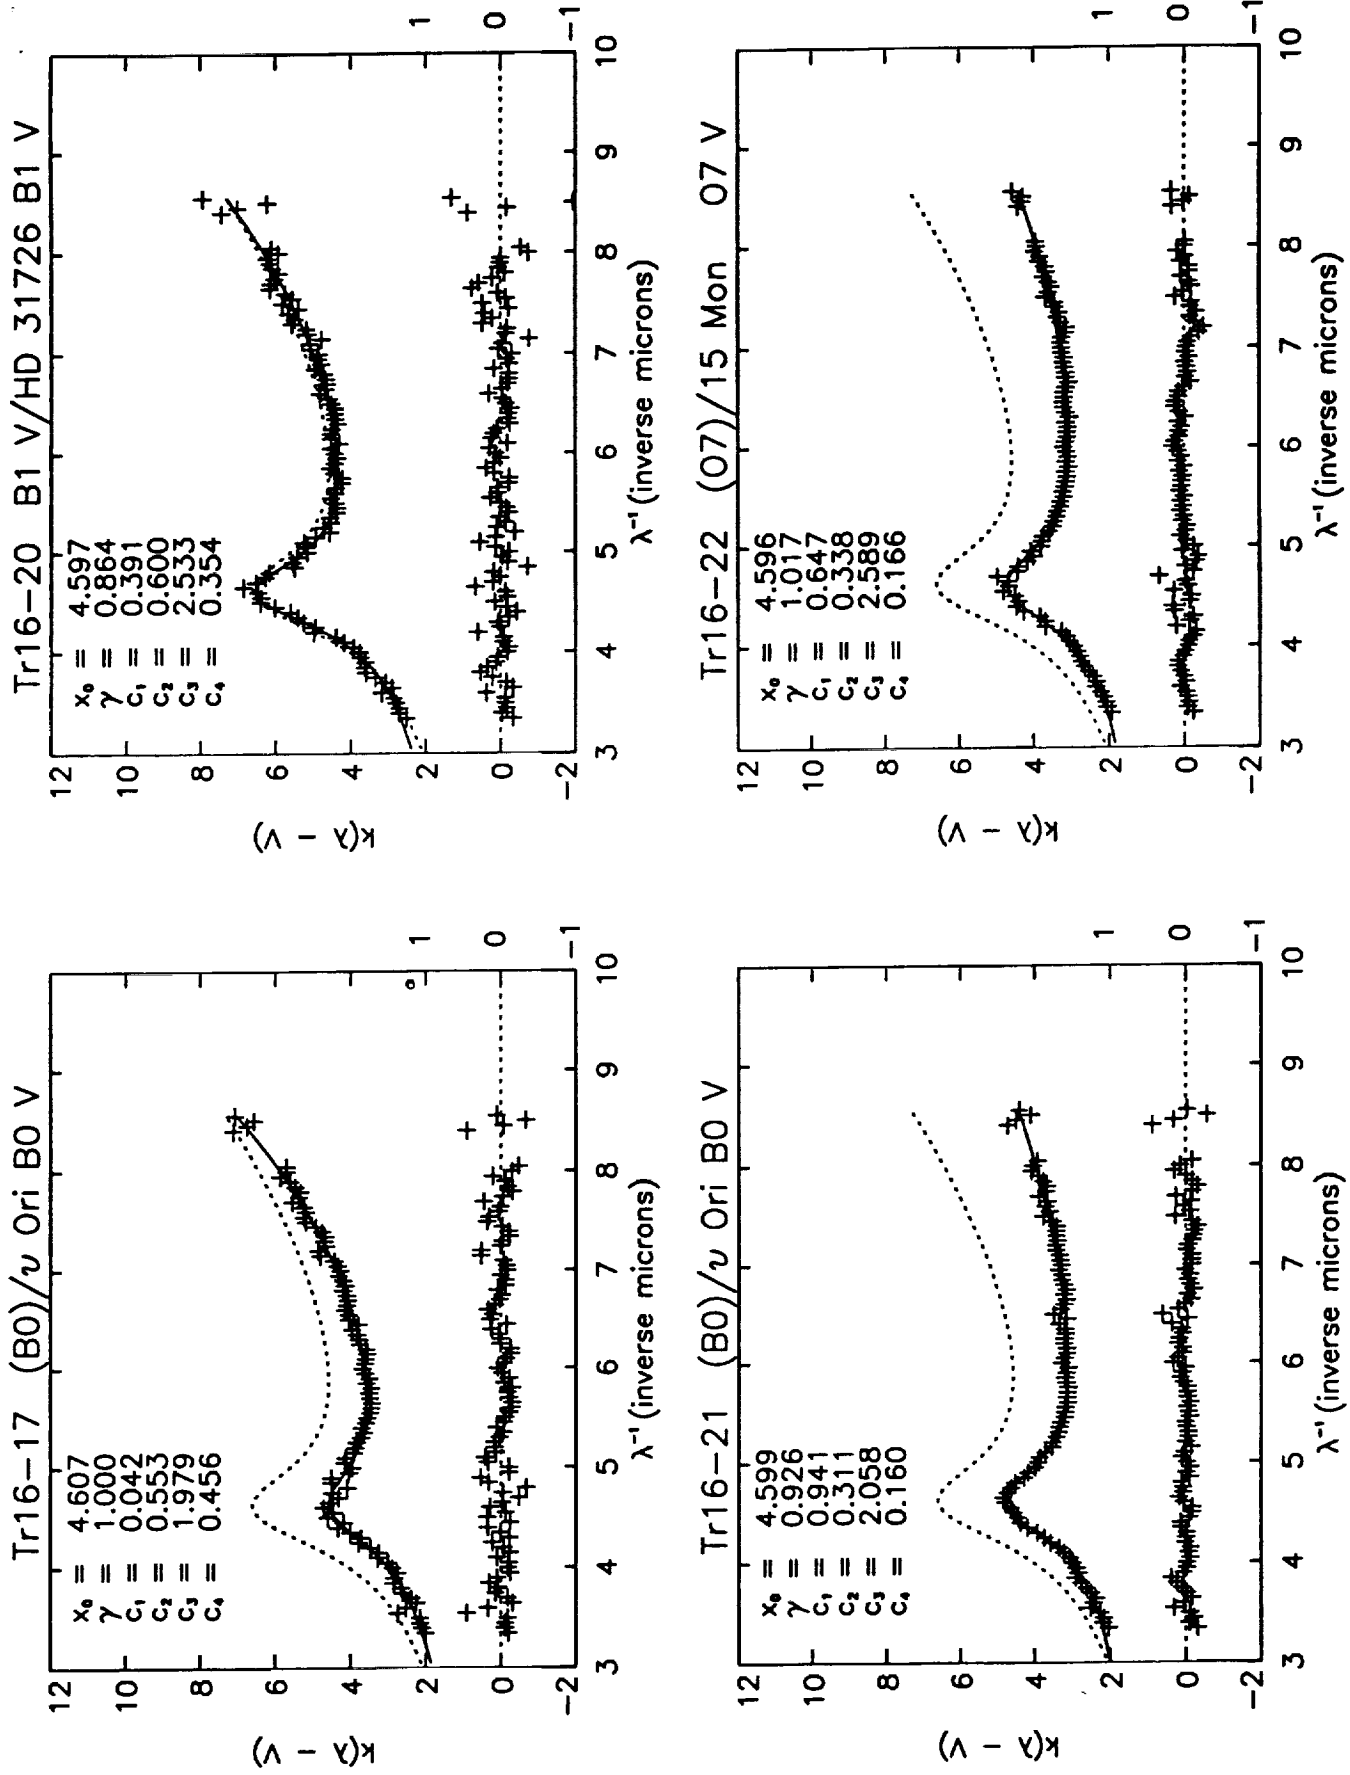 Tr16-17 (B0)/ν Ori B0 V
x₀ = 4.607
γ = 1.000
c₁ = 0.042
c₂ = 0.553
c₃ = 1.979
c₄ = 0.456
12
10
8
6
4
2
0
-2
1
0
-1
3 4 5 6 7 8 9 10
k(λ - V)
λ⁻¹ (inverse microns)
Tr16-20 B1 V/HD 31726 B1 V
x₀ = 4.597
γ = 0.864
c₁ = 0.391
c₂ = 0.600
c₃ = 2.533
c₄ = 0.354
12
10
8
6
4
2
0
-2
1
0
-1
3 4 5 6 7 8 9 10
k(λ - V)
λ⁻¹ (inverse microns)
Tr16-21 (B0)/ν Ori B0 V
x₀ = 4.599
γ = 0.926
c₁ = 0.941
c₂ = 0.311
c₃ = 2.058
c₄ = 0.160
12
10
8
6
4
2
0
-2
1
0
-1
3 4 5 6 7 8 9 10
k(λ - V)
λ⁻¹ (inverse microns)
Tr16-22 (O7)/15 Mon O7 V
x₀ = 4.596
γ = 1.017
c₁ = 0.647
c₂ = 0.338
c₃ = 2.589
c₄ = 0.166
12
10
8
6
4
2
0
-2
1
0
-1
3 4 5 6 7 8 9 10
k(λ - V)
λ⁻¹ (inverse microns)